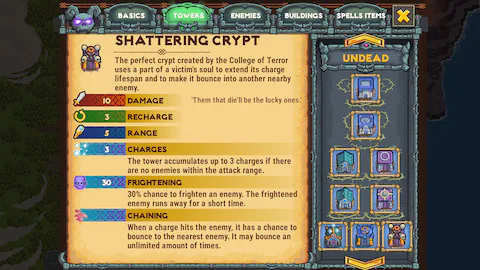 BASICS
TOWERS
ENEMIES
BUILDINGS
SPELLS ITEMS
SHATTERING CRYPT
The perfect crypt created by the College of Terror
uses a part of a victim's soul to extend its charge
lifespan and to make it bounce into another nearby
enemy.
10 DAMAGE
'Them that die'll be the lucky ones.'
3 RECHARGE
5 RANGE
3 CHARGES
The tower accumulates up to 3 charges if there
are no enemies within the attack range.
30 FRIGHTENING
30% chance to frighten an enemy. The frightened
enemy runs away for a short time.
CHAINING
When a charge hits the enemy, it has a chance to
bounce to the nearest enemy. It may bounce an
unlimited amount of times.
UNDEAD